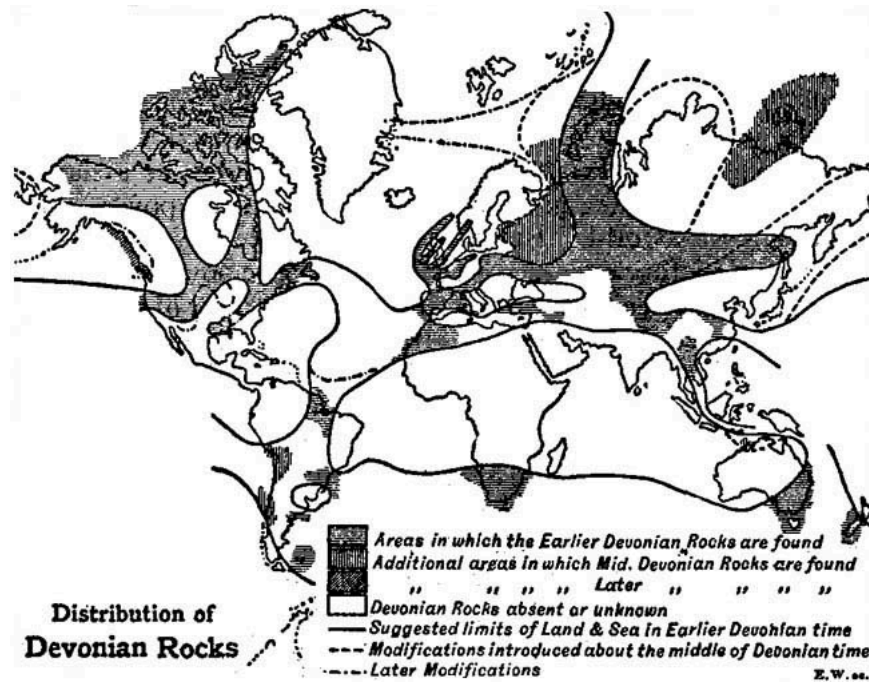 Areas in which the Earlier Devonian Rocks are found
Additional areas in which Mid. Devonian Rocks are found
„ „ „ „ Later „ „ „ „
Devonian Rocks absent or unknown
Suggested limits of Land & Sea in Earlier Devonian time
Modifications introduced about the middle of Devonian time
Later Modifications
Distribution of
Devonian Rocks
E.W. sc.